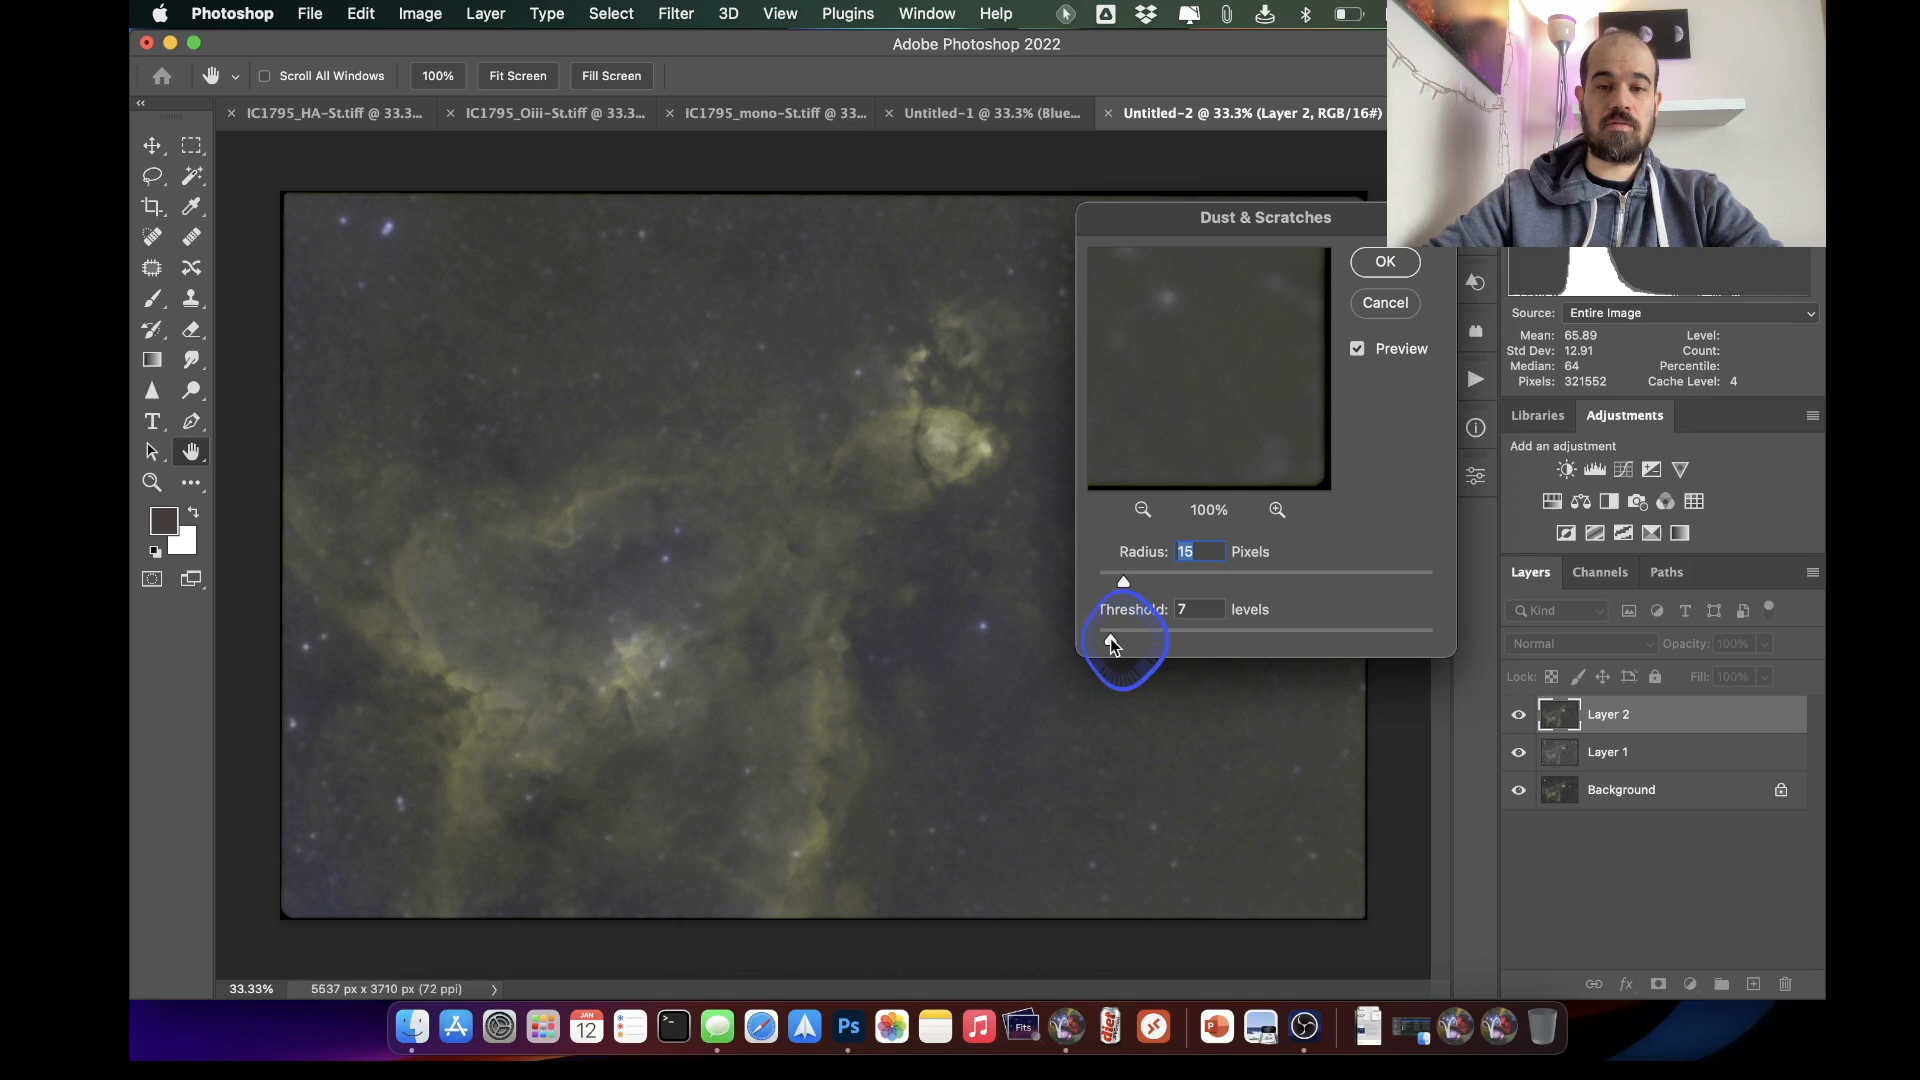 Photoshop File Edit Image Layer Type Select Filter 3D View Plugins Window Help
Adobe Photoshop 2022
Scroll All Windows 100% Fit Screen Fill Screen
IC1795_HA-St.tiff @ 33.3... IC1795_Oiii-St.tiff @ 33.3... IC1795_mono-St.tiff @ 33... Untitled-1 @ 33.3% (Blue... Untitled-2 @ 33.3% (Layer 2, RGB/16#)
Dust & Scratches
OK
Cancel
Preview
100%
Radius: 15 Pixels
Threshold: 7 levels
Source: Entire Image
Mean: 65.89 Level:
Std Dev: 12.91 Count:
Median: 64 Percentile:
Pixels: 321552 Cache Level: 4
Libraries Adjustments
Add an adjustment
Layers Channels Paths
Kind
Normal Opacity: 100%
Lock: Fill: 100%
Layer 2
Layer 1
Background
fx
33.33% 5537 px x 3710 px (72 ppi)
JAN
12
Ps
Fits
diet